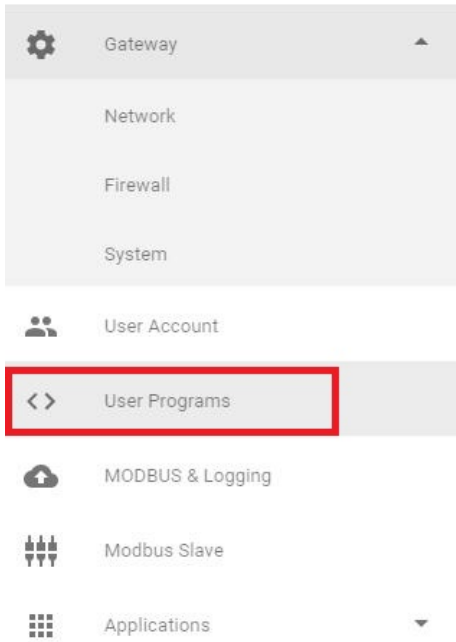 Gateway
Network
Firewall
System
User Account
User Programs
MODBUS & Logging
Modbus Slave
Applications